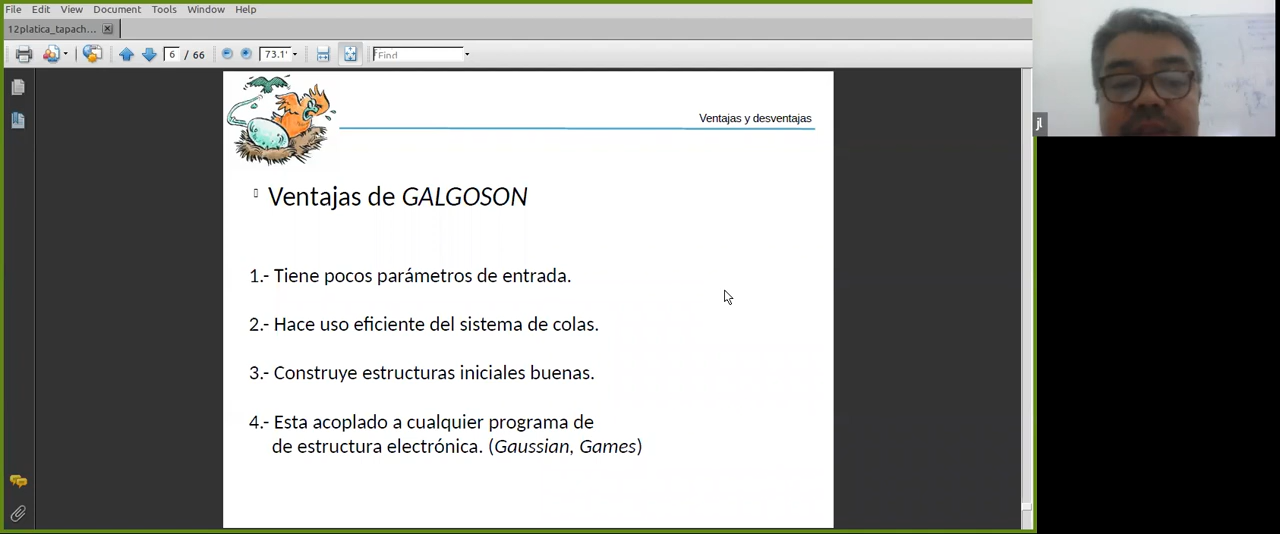 File Edit View Document Tools Window Help
12platica_tapach...
6 / 66 73.1% Find
Ventajas y desventajas
Ventajas de GALGOSON
1.- Tiene pocos parámetros de entrada.
2.- Hace uso eficiente del sistema de colas.
3.- Construye estructuras iniciales buenas.
4.- Esta acoplado a cualquier programa de
de estructura electrónica. (Gaussian, Games)
jl